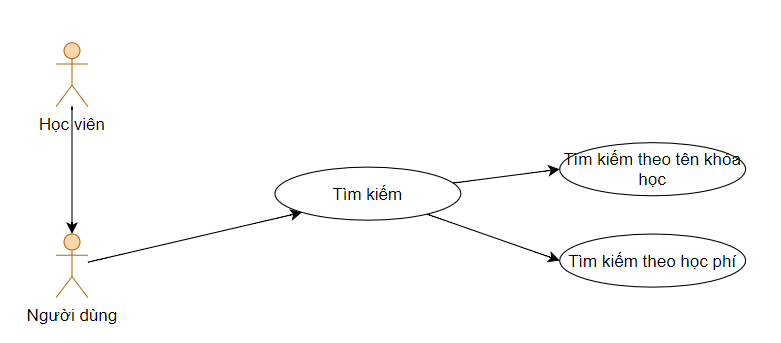 Học viên
Tìm kiếm theo tên khóa
học
Tìm kiếm
Tìm kiếm theo học phí
Người dùng